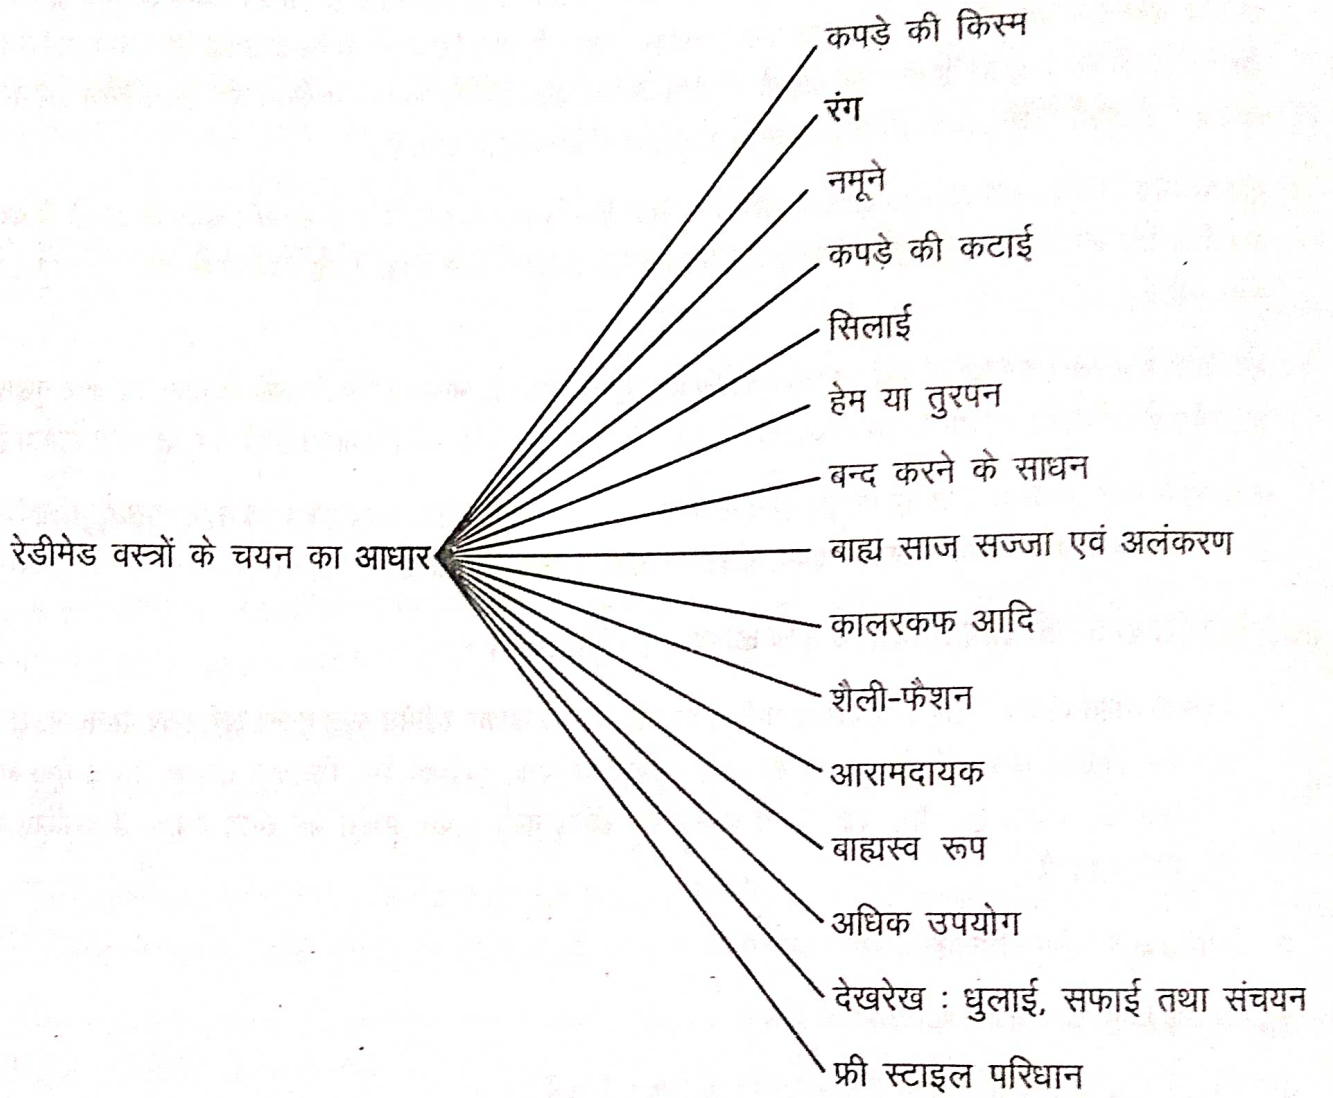 कपड़े की किस्म
रंग
नमूने
कपड़े की कटाई
सिलाई
हेम या तुरपन
बन्द करने के साधन
रेडीमेड वस्त्रों के चयन का आधार
बाह्य साज सज्जा एवं अलंकरण
कालरकफ आदि
शैली-फैशन
आरामदायक
बाह्यस्व रूप
अधिक उपयोग
देखरेख : धुलाई, सफाई तथा संचयन
फ्री स्टाइल परिधान